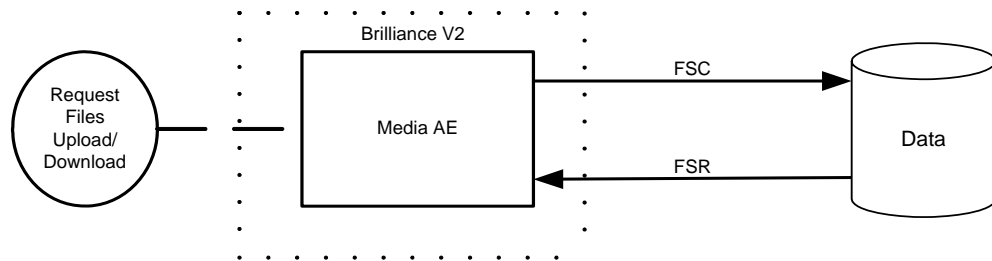 Brilliance V2
Request
Files
Upload/
Download
Media AE
FSC
FSR
Data